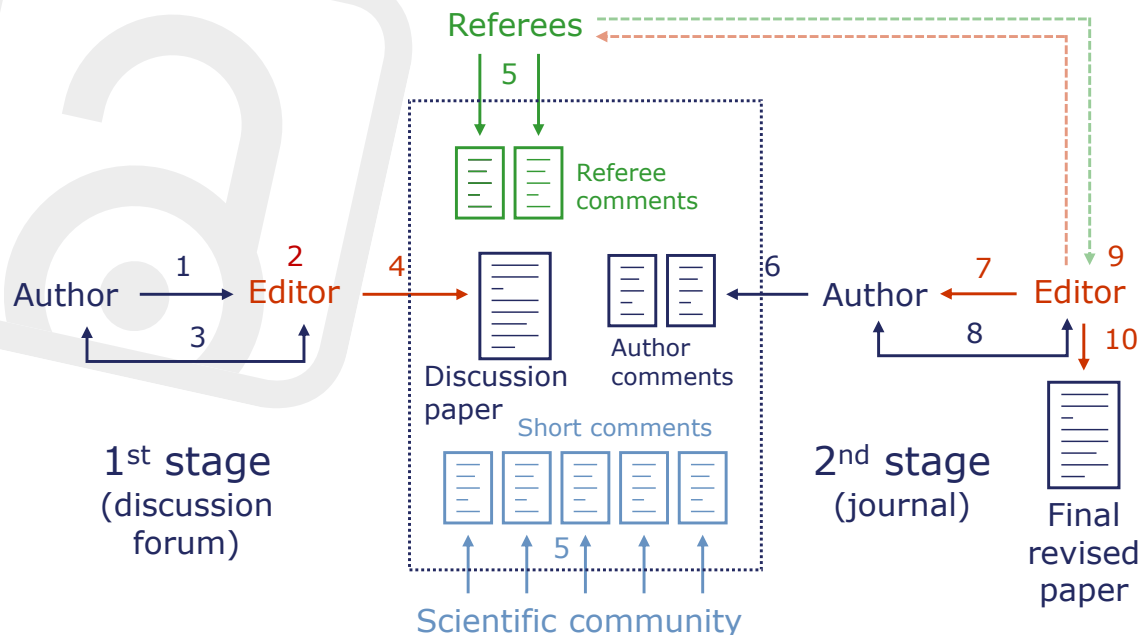 Referees
5
Referee
comments
1
2
4
6
7
9
Author
Editor
Author
Editor
3
8
10
Discussion
paper
Author
comments
Short comments
1st stage
(discussion
forum)
2nd stage
(journal)
Final
revised
paper
5
Scientific community